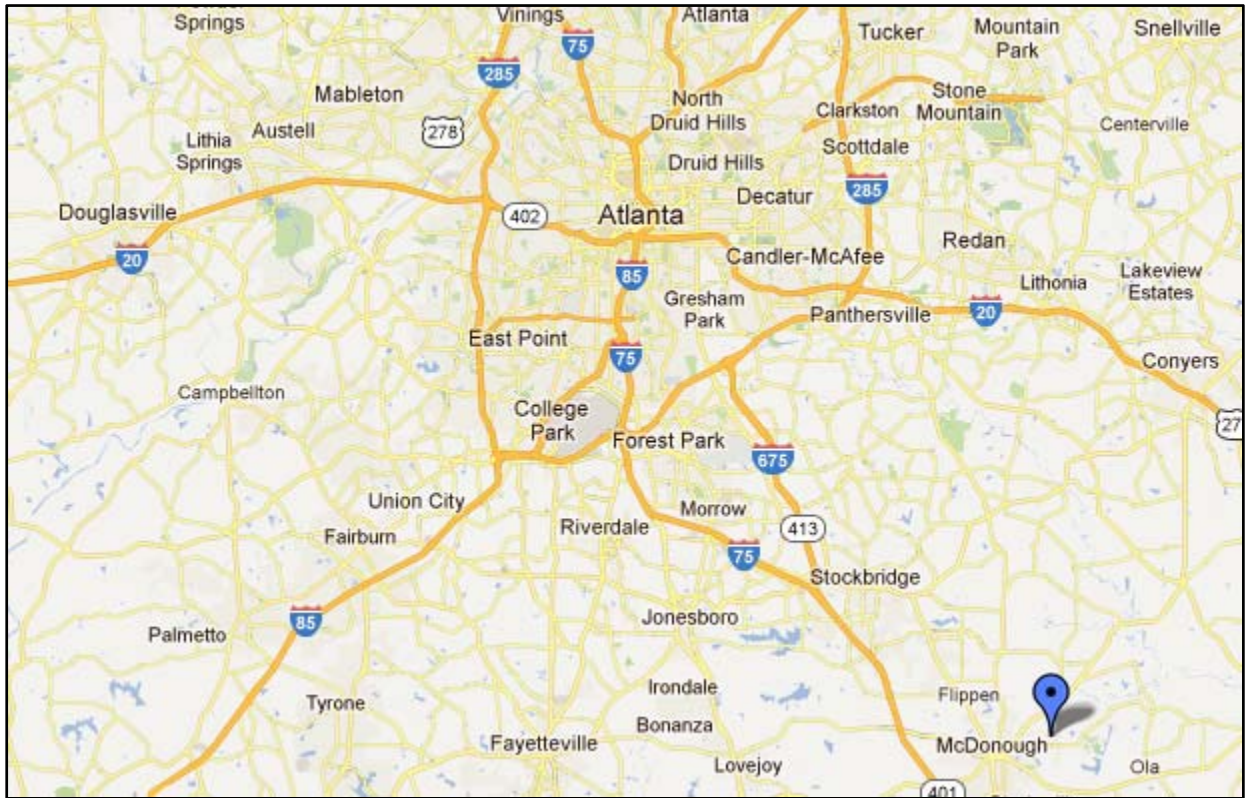 Springs
Vinings
Atlanta
75
Tucker
Mountain
Park
Snellville
285
Mableton
North
Druid Hills
Clarkston
Stone
Mountain
Centerville
278
Austell
Lithia
Springs
Druid Hills
Scottdale
285
Decatur
Douglasville
402
Atlanta
20
85
Candler-McAfee
Redan
Lithonia
Lakeview
Estates
Gresham
Park
Panthersville
20
East Point
75
Conyers
Campbellton
College
Park
Forest Park
27
675
Union City
Morrow
Fairburn
Riverdale
413
75
Stockbridge
85
Jonesboro
Palmetto
Tyrone
Irondale
Flippen
Bonanza
Fayetteville
McDonough
Lovejoy
Ola
401